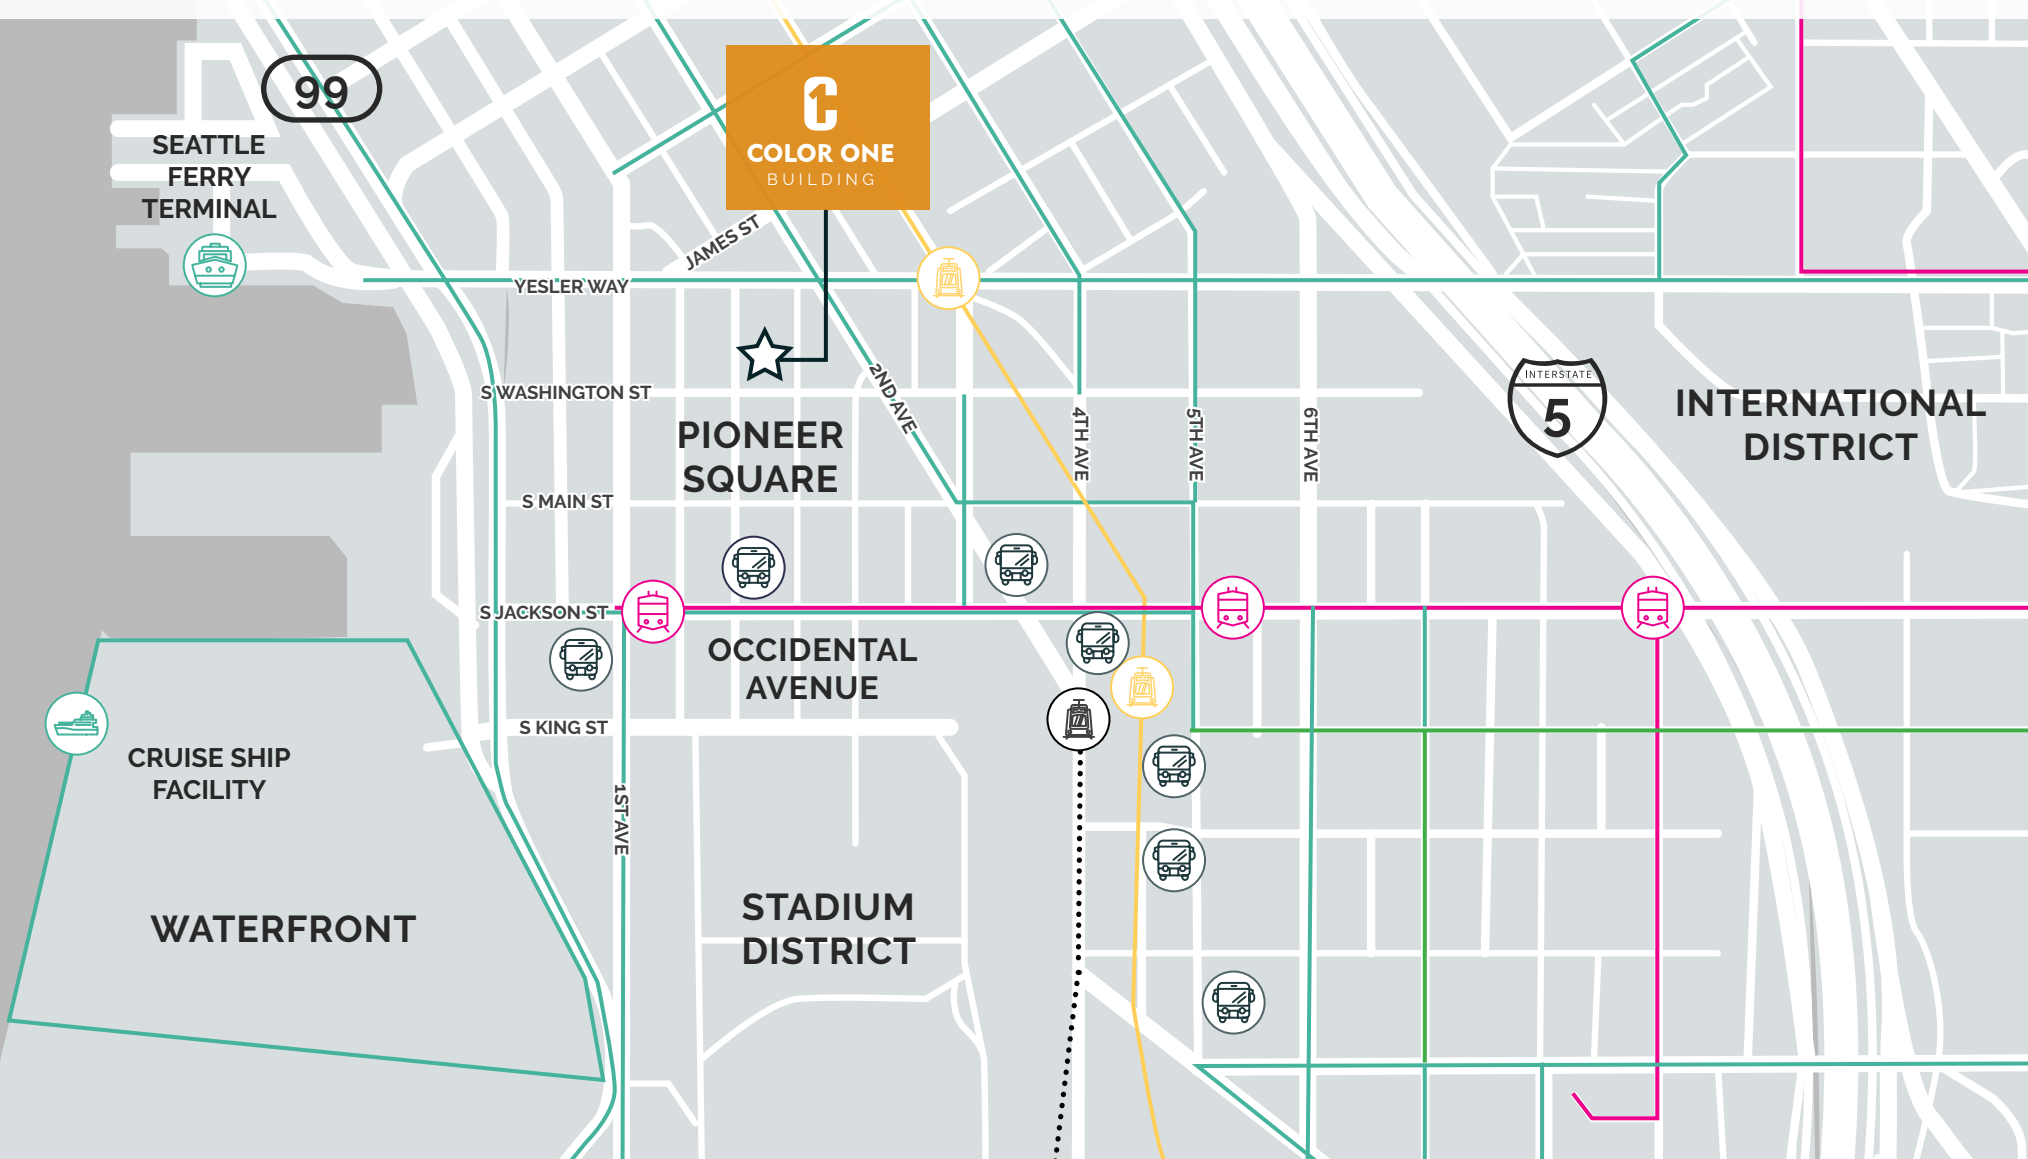 99
SEATTLE
FERRY
TERMINAL
COLOR ONE
BUILDING
JAMES ST
YESLER WAY
S WASHINGTON ST
2ND AVE
PIONEER
SQUARE
4TH AVE
5TH AVE
6TH AVE
INTERSTATE
5
INTERNATIONAL
DISTRICT
S MAIN ST
S JACKSON ST
OCCIDENTAL
AVENUE
S KING ST
CRUISE SHIP
FACILITY
1ST AVE
WATERFRONT
STADIUM
DISTRICT